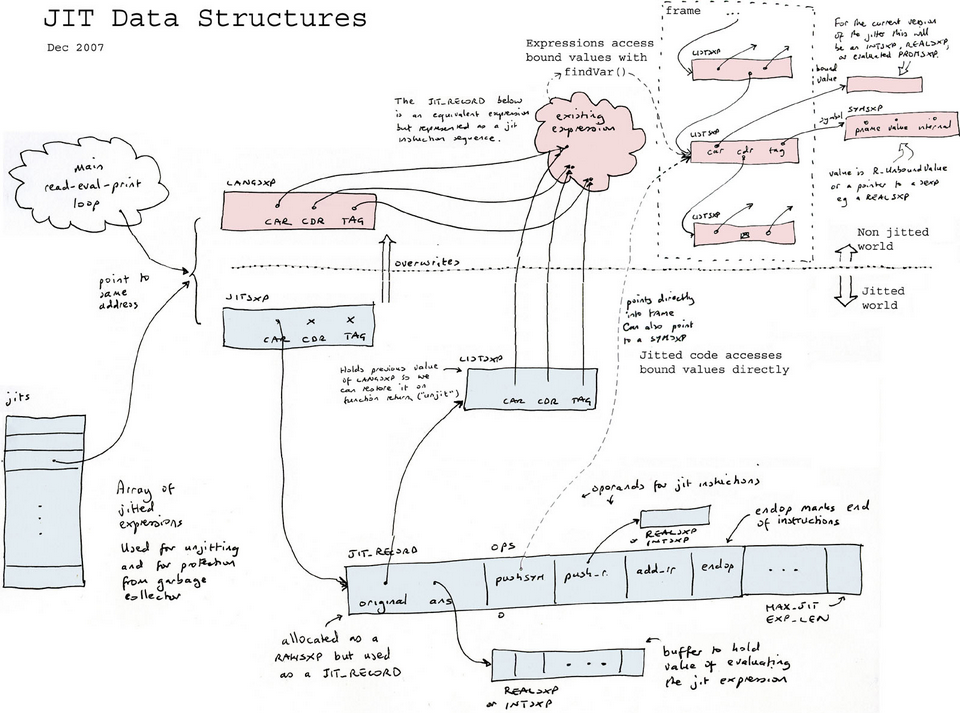 JIT Data Structures
Dec 2007
main
read-eval-print
loop
point to
same
address
LANGSXP
CAR CDR TAG
The JIT_RECORD below
is an equivalent expression
but represented as a jit
instruction sequence.
existing
expression
Expressions access
bound values with
findVar()
frame
...
LISTSXP
LISTSXP
car cdr tag
LISTSXP
bound
value
For the current version
of the jitter this will
be an INTSXP, REALSXP,
or evaluated PROMSXP.
symbol
SYMSXP
pname value internal
value is R_UnboundValue
or a pointer to a SEXP
eg a REALSXP
Non jitted
world
Jitted
world
overwrites
JITSXP
x x
CAR CDR TAG
points directly
into frame
Can also point
to a SYMSXP
Jitted code accesses
bound values directly
Holds previous value
of LANGSXP so we
can restore it on
function return ("unjit")
LISTSXP
CAR CDR TAG
jits
Array of
jitted
expressions
Used for unjitting
and for protection
from garbage
collector
operands for jit instructions
REALSXP
or INTSXP
endop marks end
of instructions
JIT_RECORD
OPS
original ans
pushsym push_r. add_ir endop ...
0
MAX_JIT
EXP_LEN
allocated as a
RAWSXP but used
as a JIT_RECORD
...
REALSXP
or INTSXP
buffer to hold
value of evaluating
the jit expression